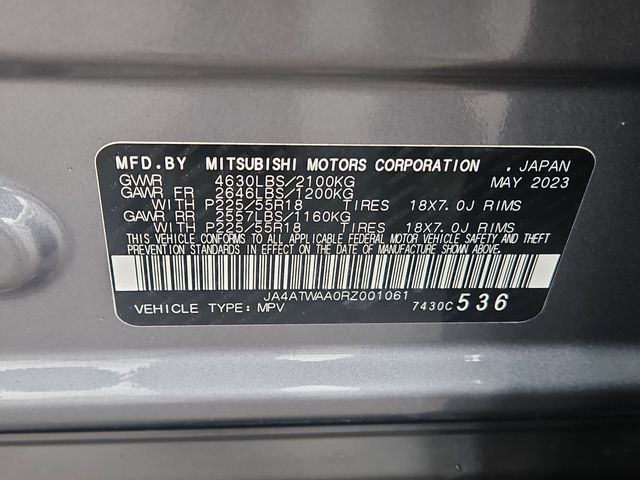 MFD.BY MITSUBISHI MOTORS CORPORATION , JAPAN
GVWR 4630LBS/2100KG MAY 2023
GAWR FR 2646LBS/1200KG
WITH P225/55R18 TIRES 18X7.0J RIMS
GAWR RR 2557LBS/1160KG
WITH P225/55R18 TIRES 18X7.0J RIMS
THIS VEHICLE CONFORMS TO ALL APPLICABLE FEDERAL MOTOR VEHICLE SAFETY AND THEFT
PREVENTION STANDARDS IN EFFECT ON THE DATE OF MANUFACTURE SHOWN ABOVE.
JA4ATWAA0RZ001061
VEHICLE TYPE: MPV 7430C 536